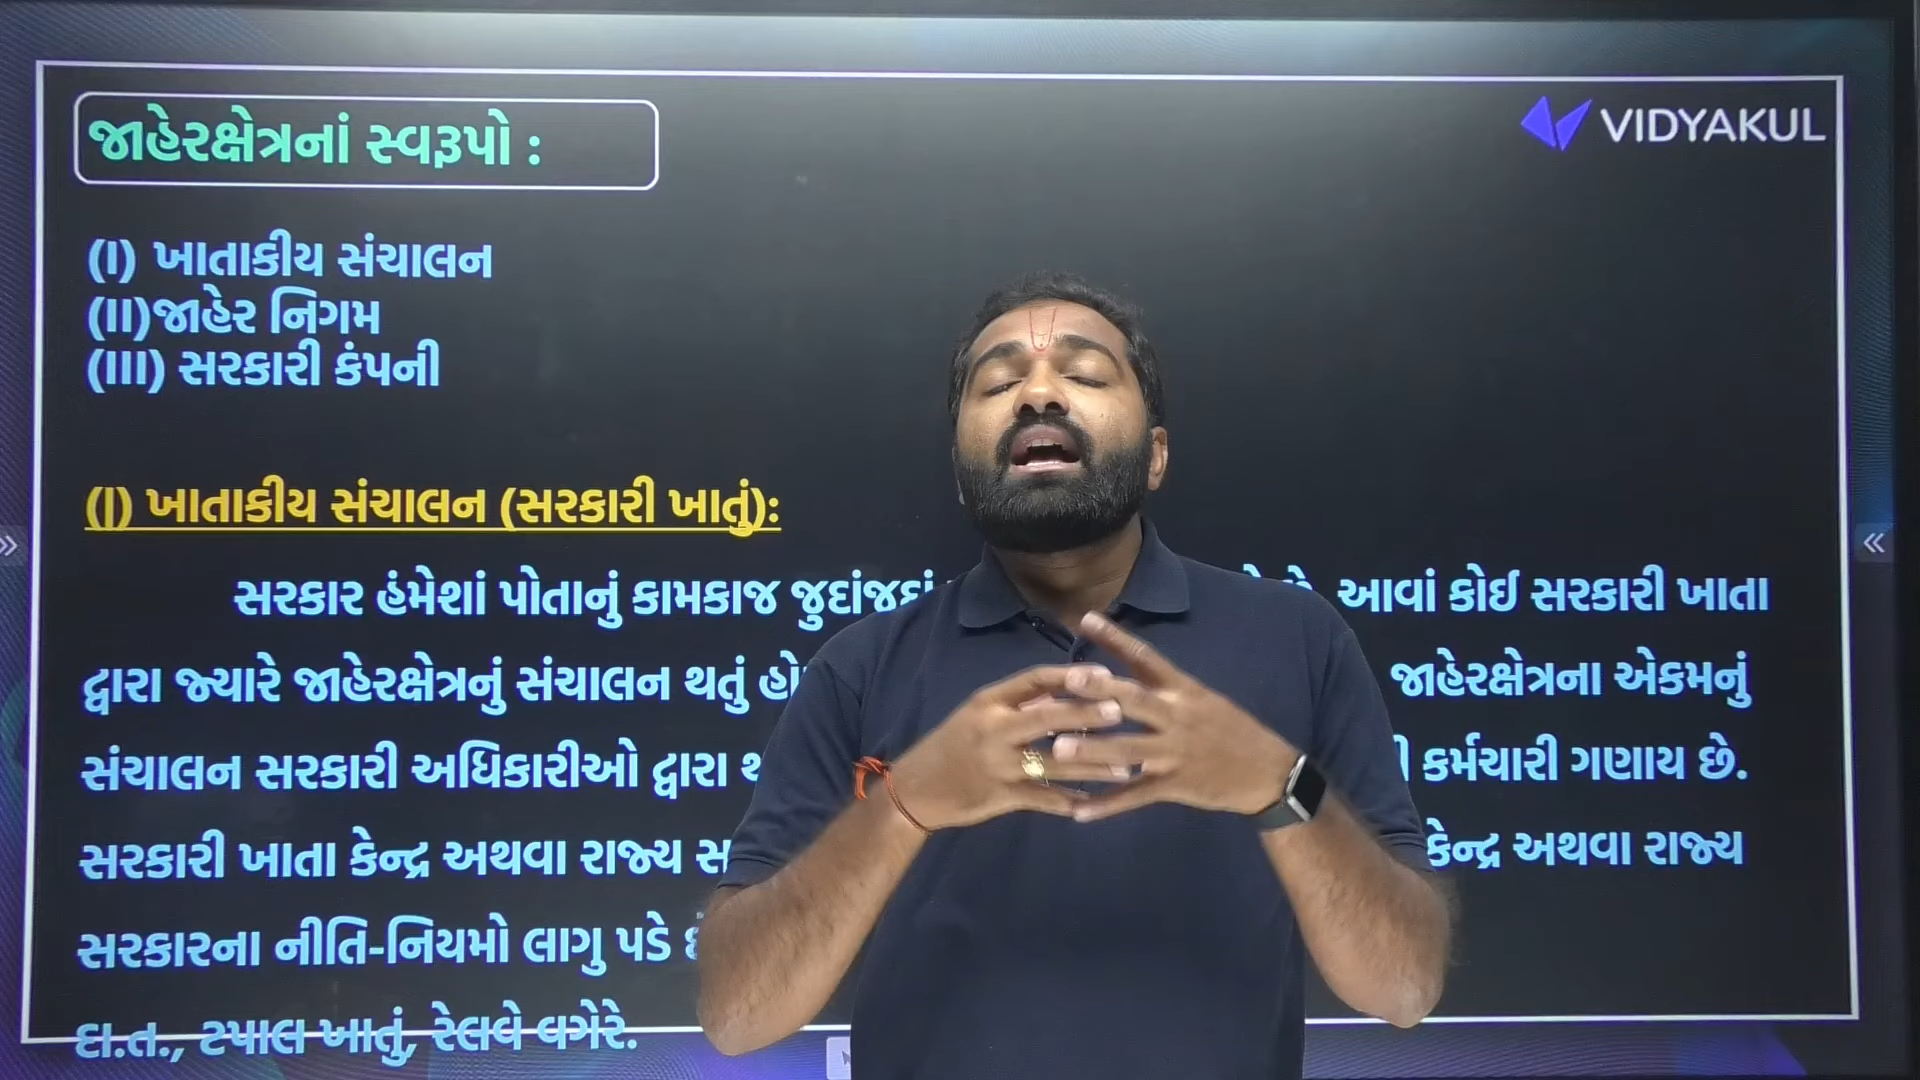 જાહેરક્ષેત્રનાં સ્વરૂપો :
VIDYAKUL
(I) ખાતાકીય સંચાલન
(II)જાહેર નિગમ
(III) સરકારી કંપની
(I) ખાતાકીય સંચાલન (સરકારી ખાતું):
સરકાર હંમેશાં પોતાનું કામકાજ જુદાંજુદાં આવાં કોઈ સરકારી ખાતા
દ્વારા જ્યારે જાહેરક્ષેત્રનું સંચાલન થતું જાહેરક્ષેત્રના એકમનું
સંચાલન સરકારી અધિકારીઓ દ્વારા કર્મચારી ગણાય છે.
સરકારી ખાતા કેન્દ્ર અથવા રાજ્ય કેન્દ્ર અથવા રાજ્ય
સરકારના નીતિ-નિયમો લાગુ પડે
દા.ત., ટપાલ ખાતું, રેલવે વગેરે.